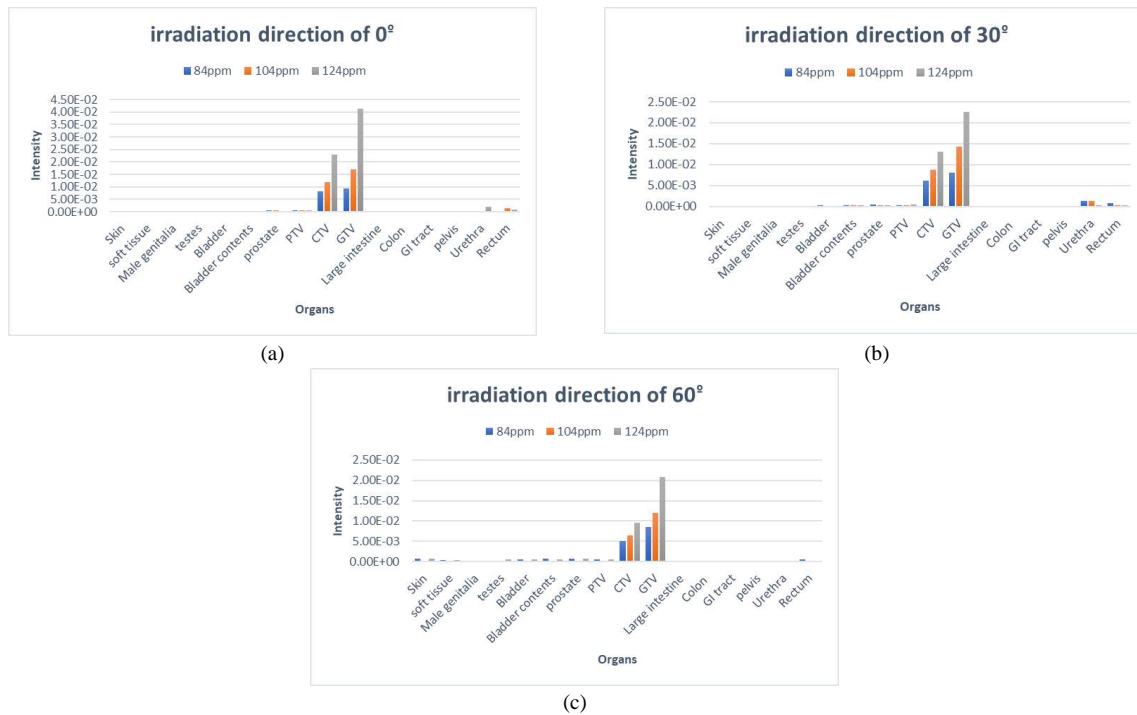 irradiation direction of 0º
84ppm 104ppm 124ppm
4.50E-02
4.00E-02
3.50E-02
3.00E-02
2.50E-02
2.00E-02
1.50E-02
1.00E-02
5.00E-03
0.00E+00
Intensity
Skin
soft tissue
Male genitalia
testes
Bladder
Bladder contents
prostate
PTV
CTV
GTV
Large intestine
Colon
GI tract
pelvis
Urethra
Rectum
Organs
(a)
irradiation direction of 30º
84ppm 104ppm 124ppm
2.50E-02
2.00E-02
1.50E-02
1.00E-02
5.00E-03
0.00E+00
Intensity
Skin
soft tissue
Male genitalia
testes
Bladder
Bladder contents
prostate
PTV
CTV
GTV
Large intestine
Colon
GI tract
pelvis
Urethra
Rectum
Organs
(b)
irradiation direction of 60º
84ppm 104ppm 124ppm
2.50E-02
2.00E-02
1.50E-02
1.00E-02
5.00E-03
0.00E+00
Intensity
Skin
soft tissue
Male genitalia
testes
Bladder
Bladder contents
prostate
PTV
CTV
GTV
Large intestine
Colon
GI tract
pelvis
Urethra
Rectum
Organs
(c)